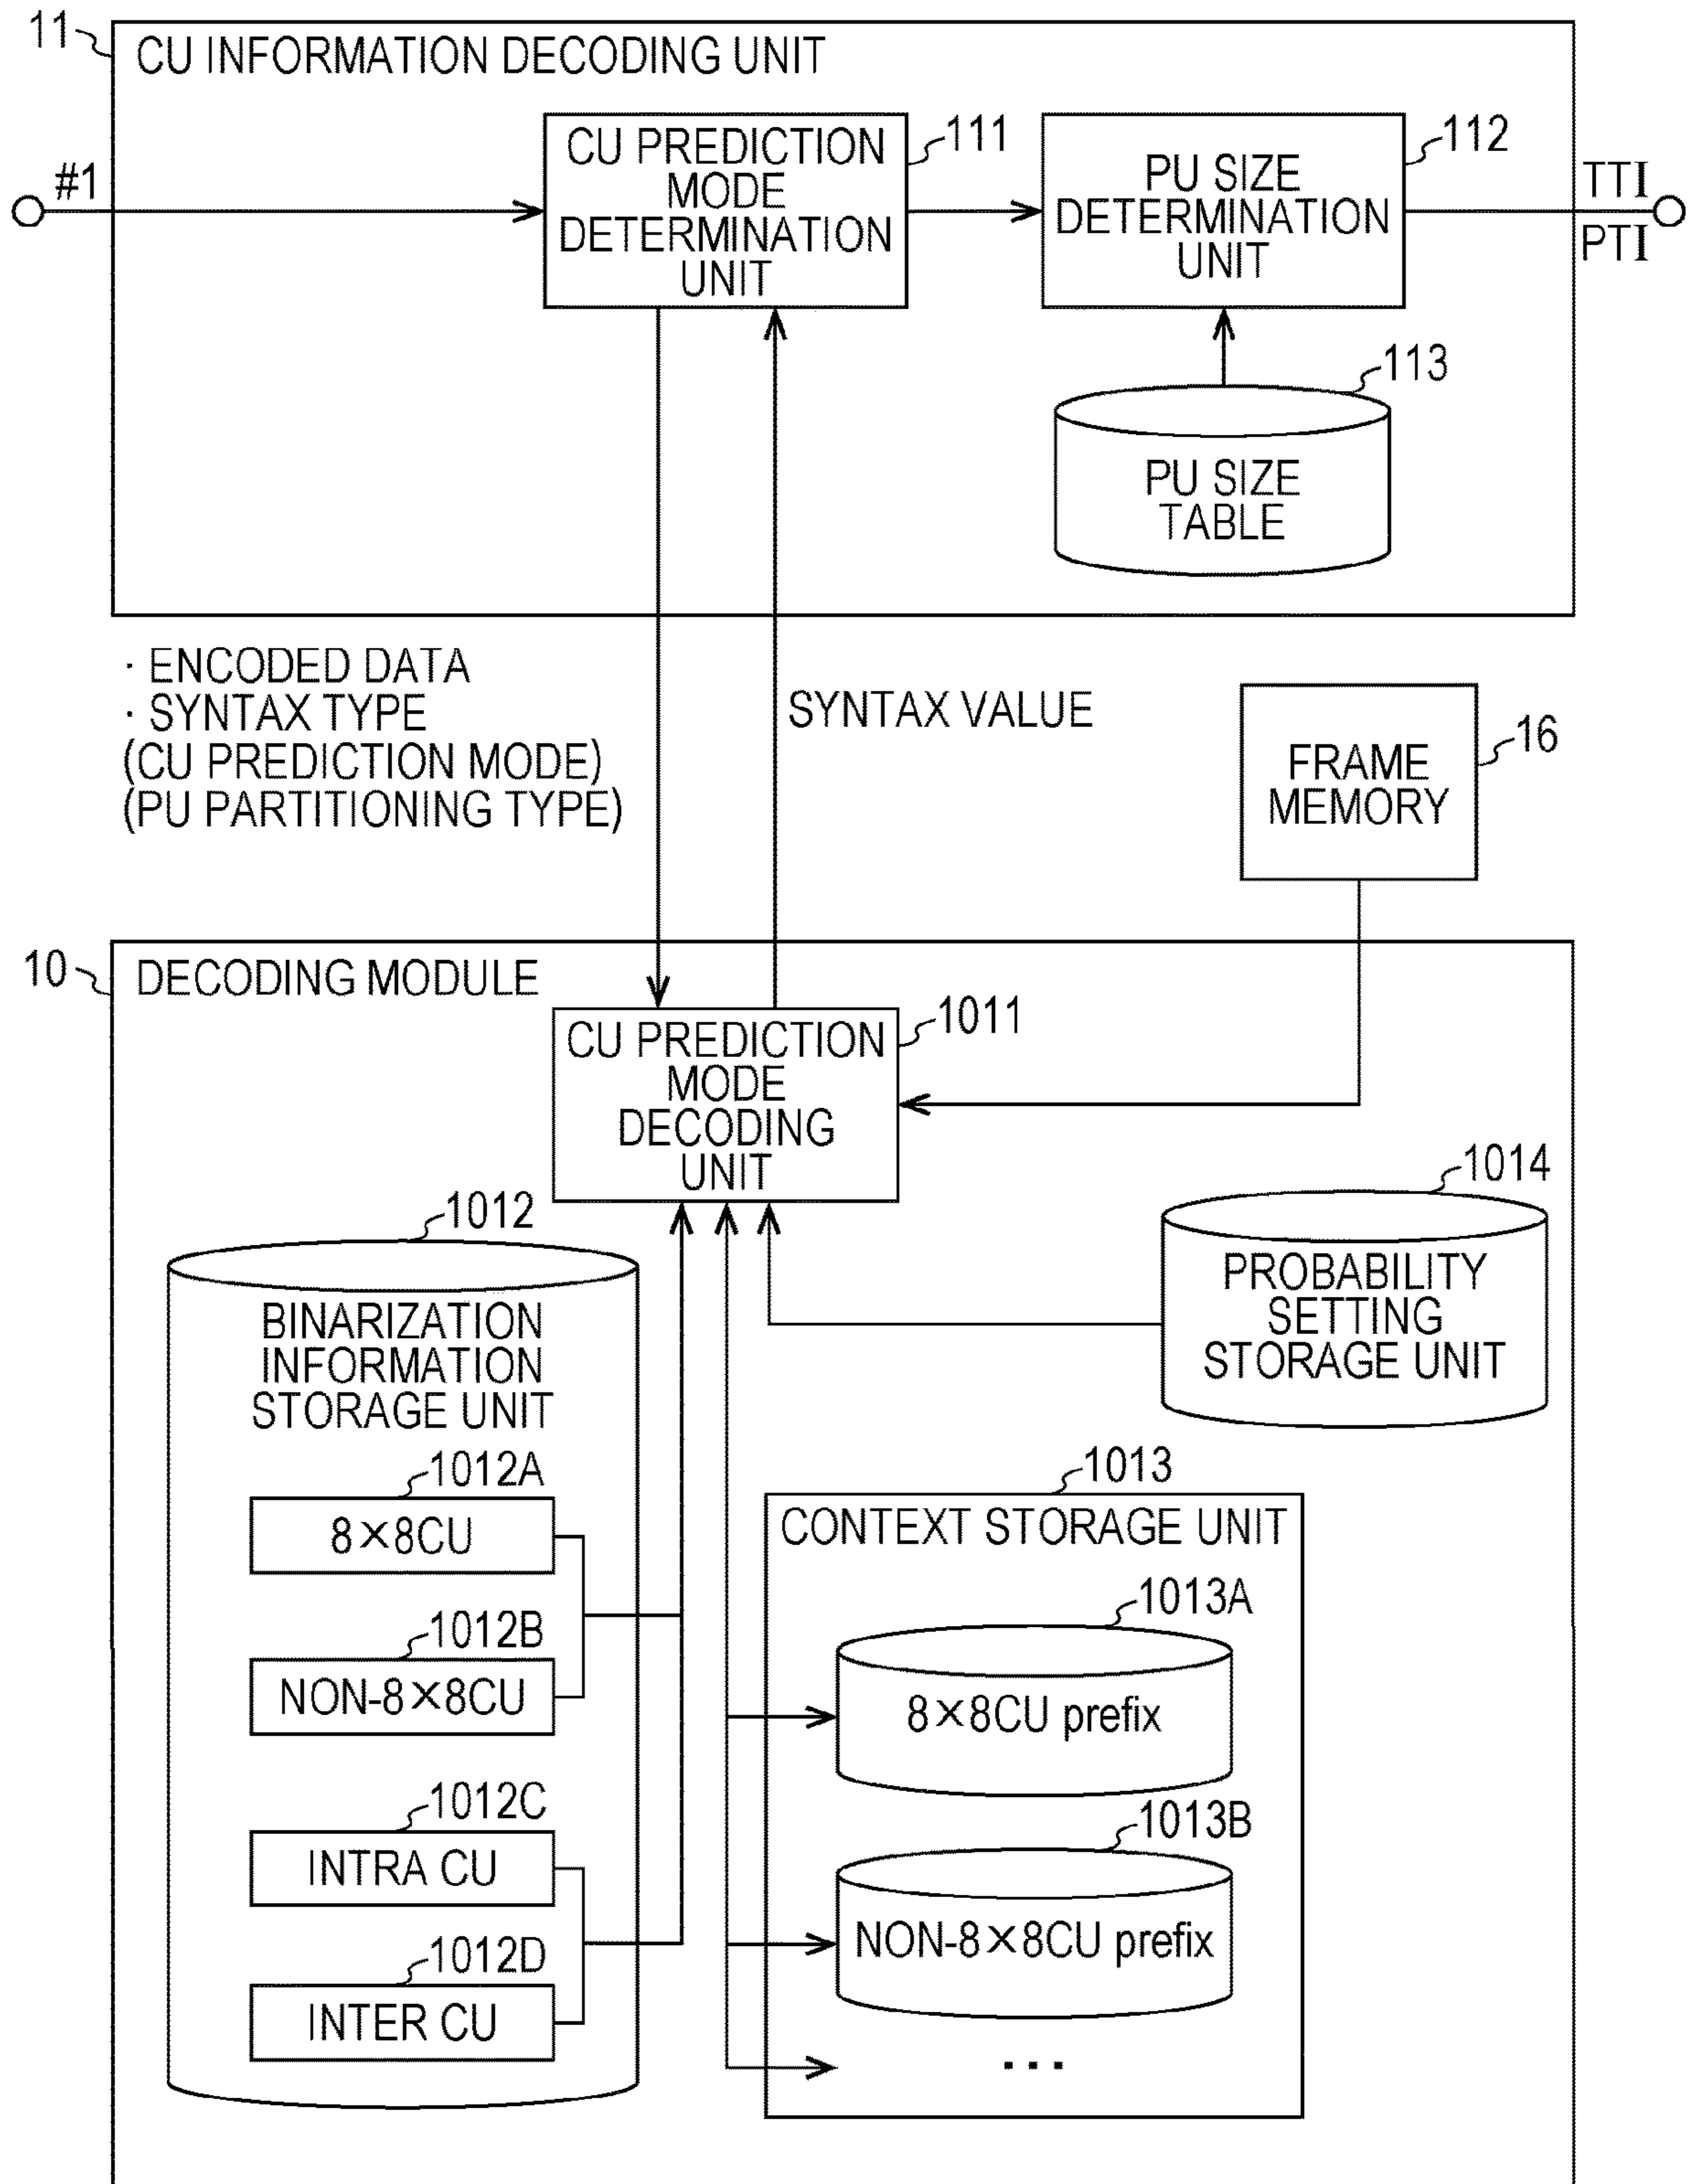 11
CU INFORMATION DECODING UNIT
#1
CU PREDICTION
MODE
DETERMINATION
UNIT
111
PU SIZE
DETERMINATION
UNIT
112
TTI
PTI
113
PU SIZE
TABLE
· ENCODED DATA
· SYNTAX TYPE
(CU PREDICTION MODE)
(PU PARTITIONING TYPE)
SYNTAX VALUE
FRAME
MEMORY
16
10
DECODING MODULE
CU PREDICTION
MODE
DECODING
UNIT
1011
1014
PROBABILITY
SETTING
STORAGE UNIT
1012
BINARIZATION
INFORMATION
STORAGE UNIT
1012A
8×8CU
1012B
NON-8×8CU
1012C
INTRA CU
1012D
INTER CU
1013
CONTEXT STORAGE UNIT
1013A
8×8CU prefix
1013B
NON-8×8CU prefix
...